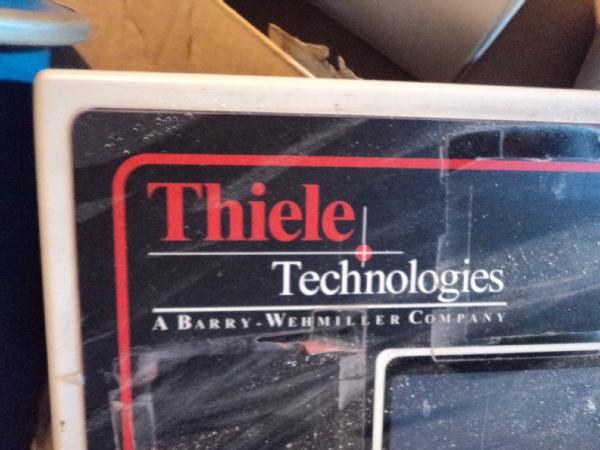 Thiele
Technologies
A BARRY-WEHMILLER COMPANY